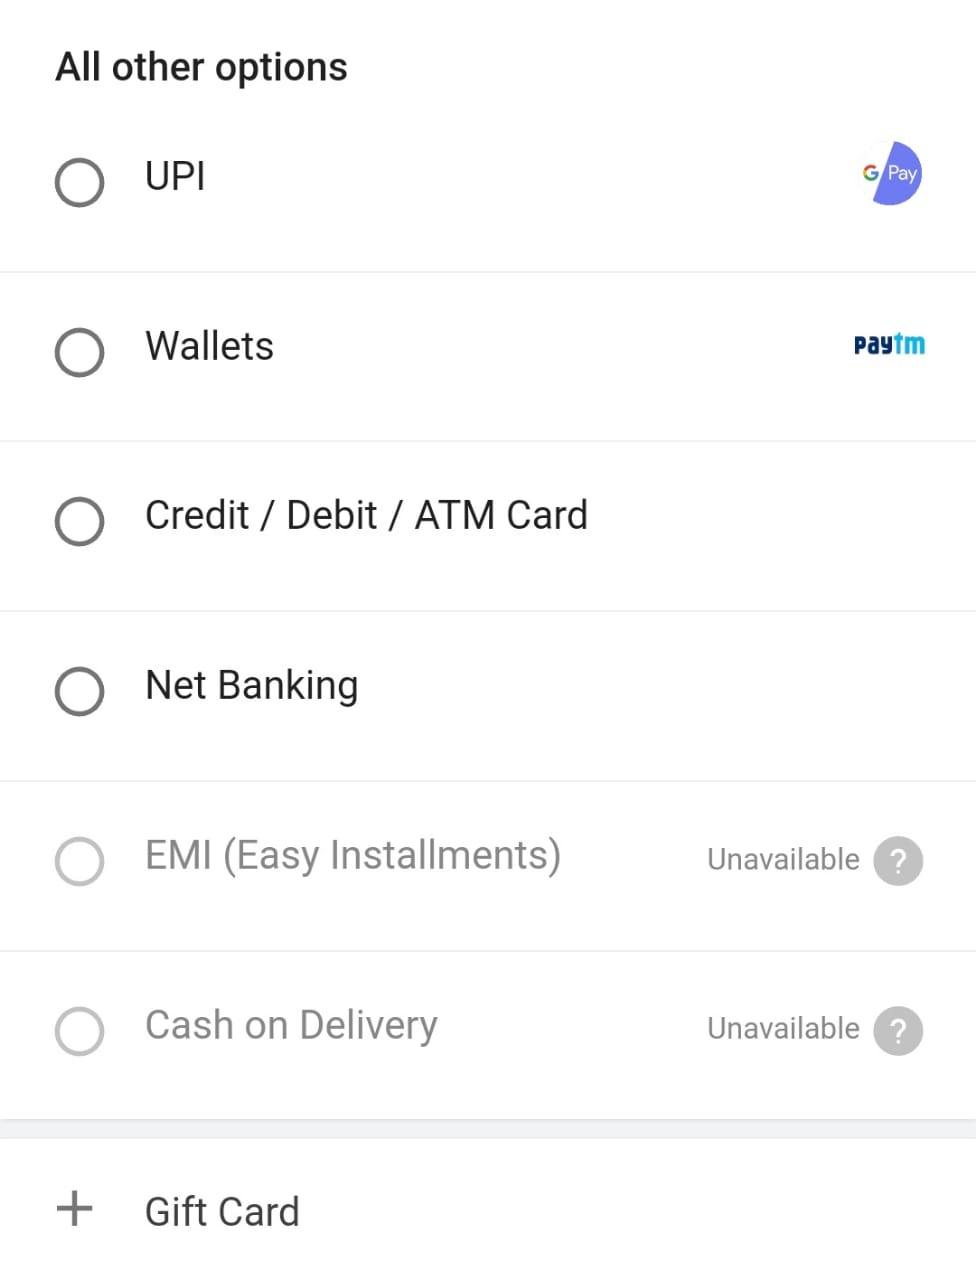 All other options
UPI
G Pay
Wallets
paytm
Credit / Debit / ATM Card
Net Banking
EMI (Easy Installments)
Unavailable ?
Cash on Delivery
Unavailable ?
+ Gift Card